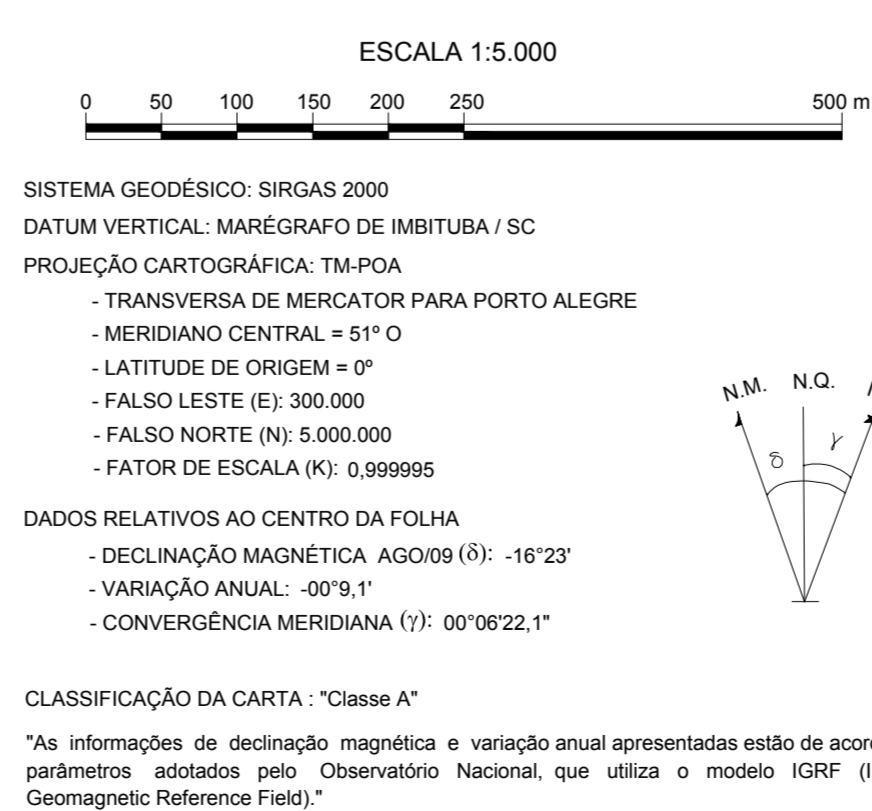 ESCALA 1:5.000
0 50 100 150 200 250 500 m
SISTEMA GEODÉSICO: SIRGAS 2000
DATUM VERTICAL: MARÉGRAFO DE IMBITUBA / SC
PROJEÇÃO CARTOGRÁFICA: TM-POA
- TRANSVERSA DE MERCATOR PARA PORTO ALEGRE
- MERIDIANO CENTRAL = 51º O
- LATITUDE DE ORIGEM = 0º
- FALSO LESTE (E): 300.000
- FALSO NORTE (N): 5.000.000
- FATOR DE ESCALA (K): 0,999995
N.M. N.Q.
δ γ
DADOS RELATIVOS AO CENTRO DA FOLHA
- DECLINAÇÃO MAGNÉTICA AGO/09 (δ): -16°23'
- VARIAÇÃO ANUAL: -00°9,1'
- CONVERGÊNCIA MERIDIANA (γ): 00°06'22,1"
CLASSIFICAÇÃO DA CARTA : "Classe A"
"As informações de declinação magnética e variação anual apresentadas estão de acor
parâmetros adotados pelo Observatório Nacional, que utiliza o modelo IGRF (I
Geomagnetic Reference Field)."